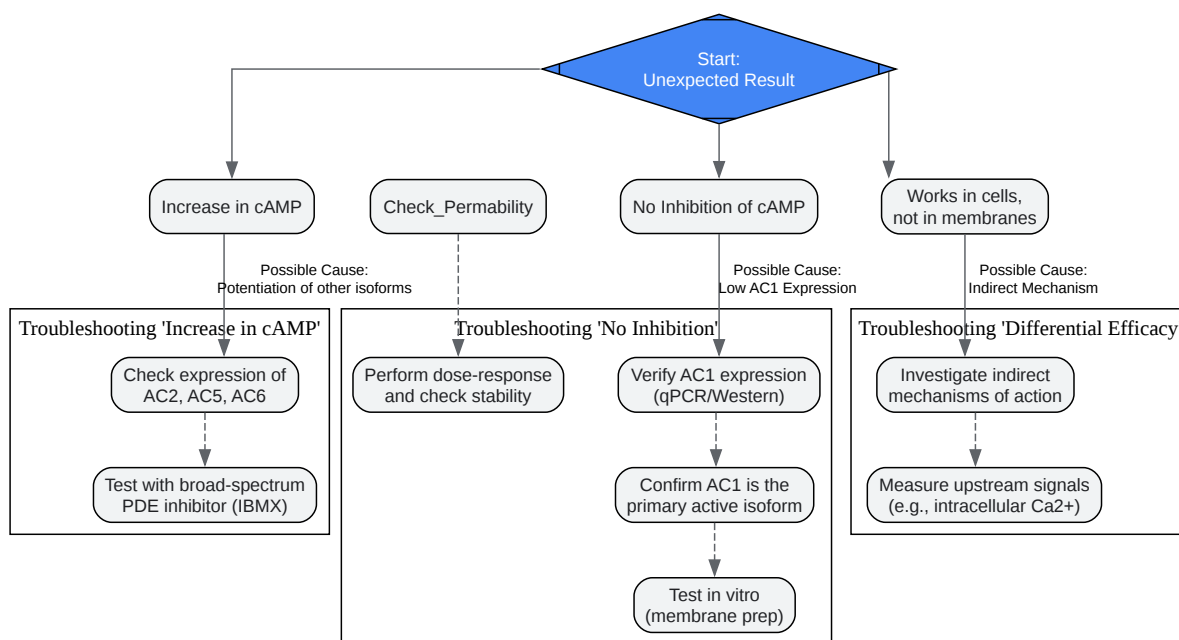 Start:
Unexpected Result
Increase in cAMP
Check_Permability
No Inhibition of cAMP
Works in cells,
not in membranes
Possible Cause:
Potentiation of other isoforms
Possible Cause:
Low AC1 Expression
Possible Cause:
Indirect Mechanism
Troubleshooting 'Increase in cAMP'
Troubleshooting 'No Inhibition'
Troubleshooting 'Differential Efficacy
Check expression of
AC2, AC5, AC6
Perform dose-response
and check stability
Verify AC1 expression
(qPCR/Western)
Investigate indirect
mechanisms of action
Test with broad-spectrum
PDE inhibitor (IBMX)
Confirm AC1 is the
primary active isoform
Measure upstream signals
(e.g., intracellular Ca2+)
Test in vitro
(membrane prep)